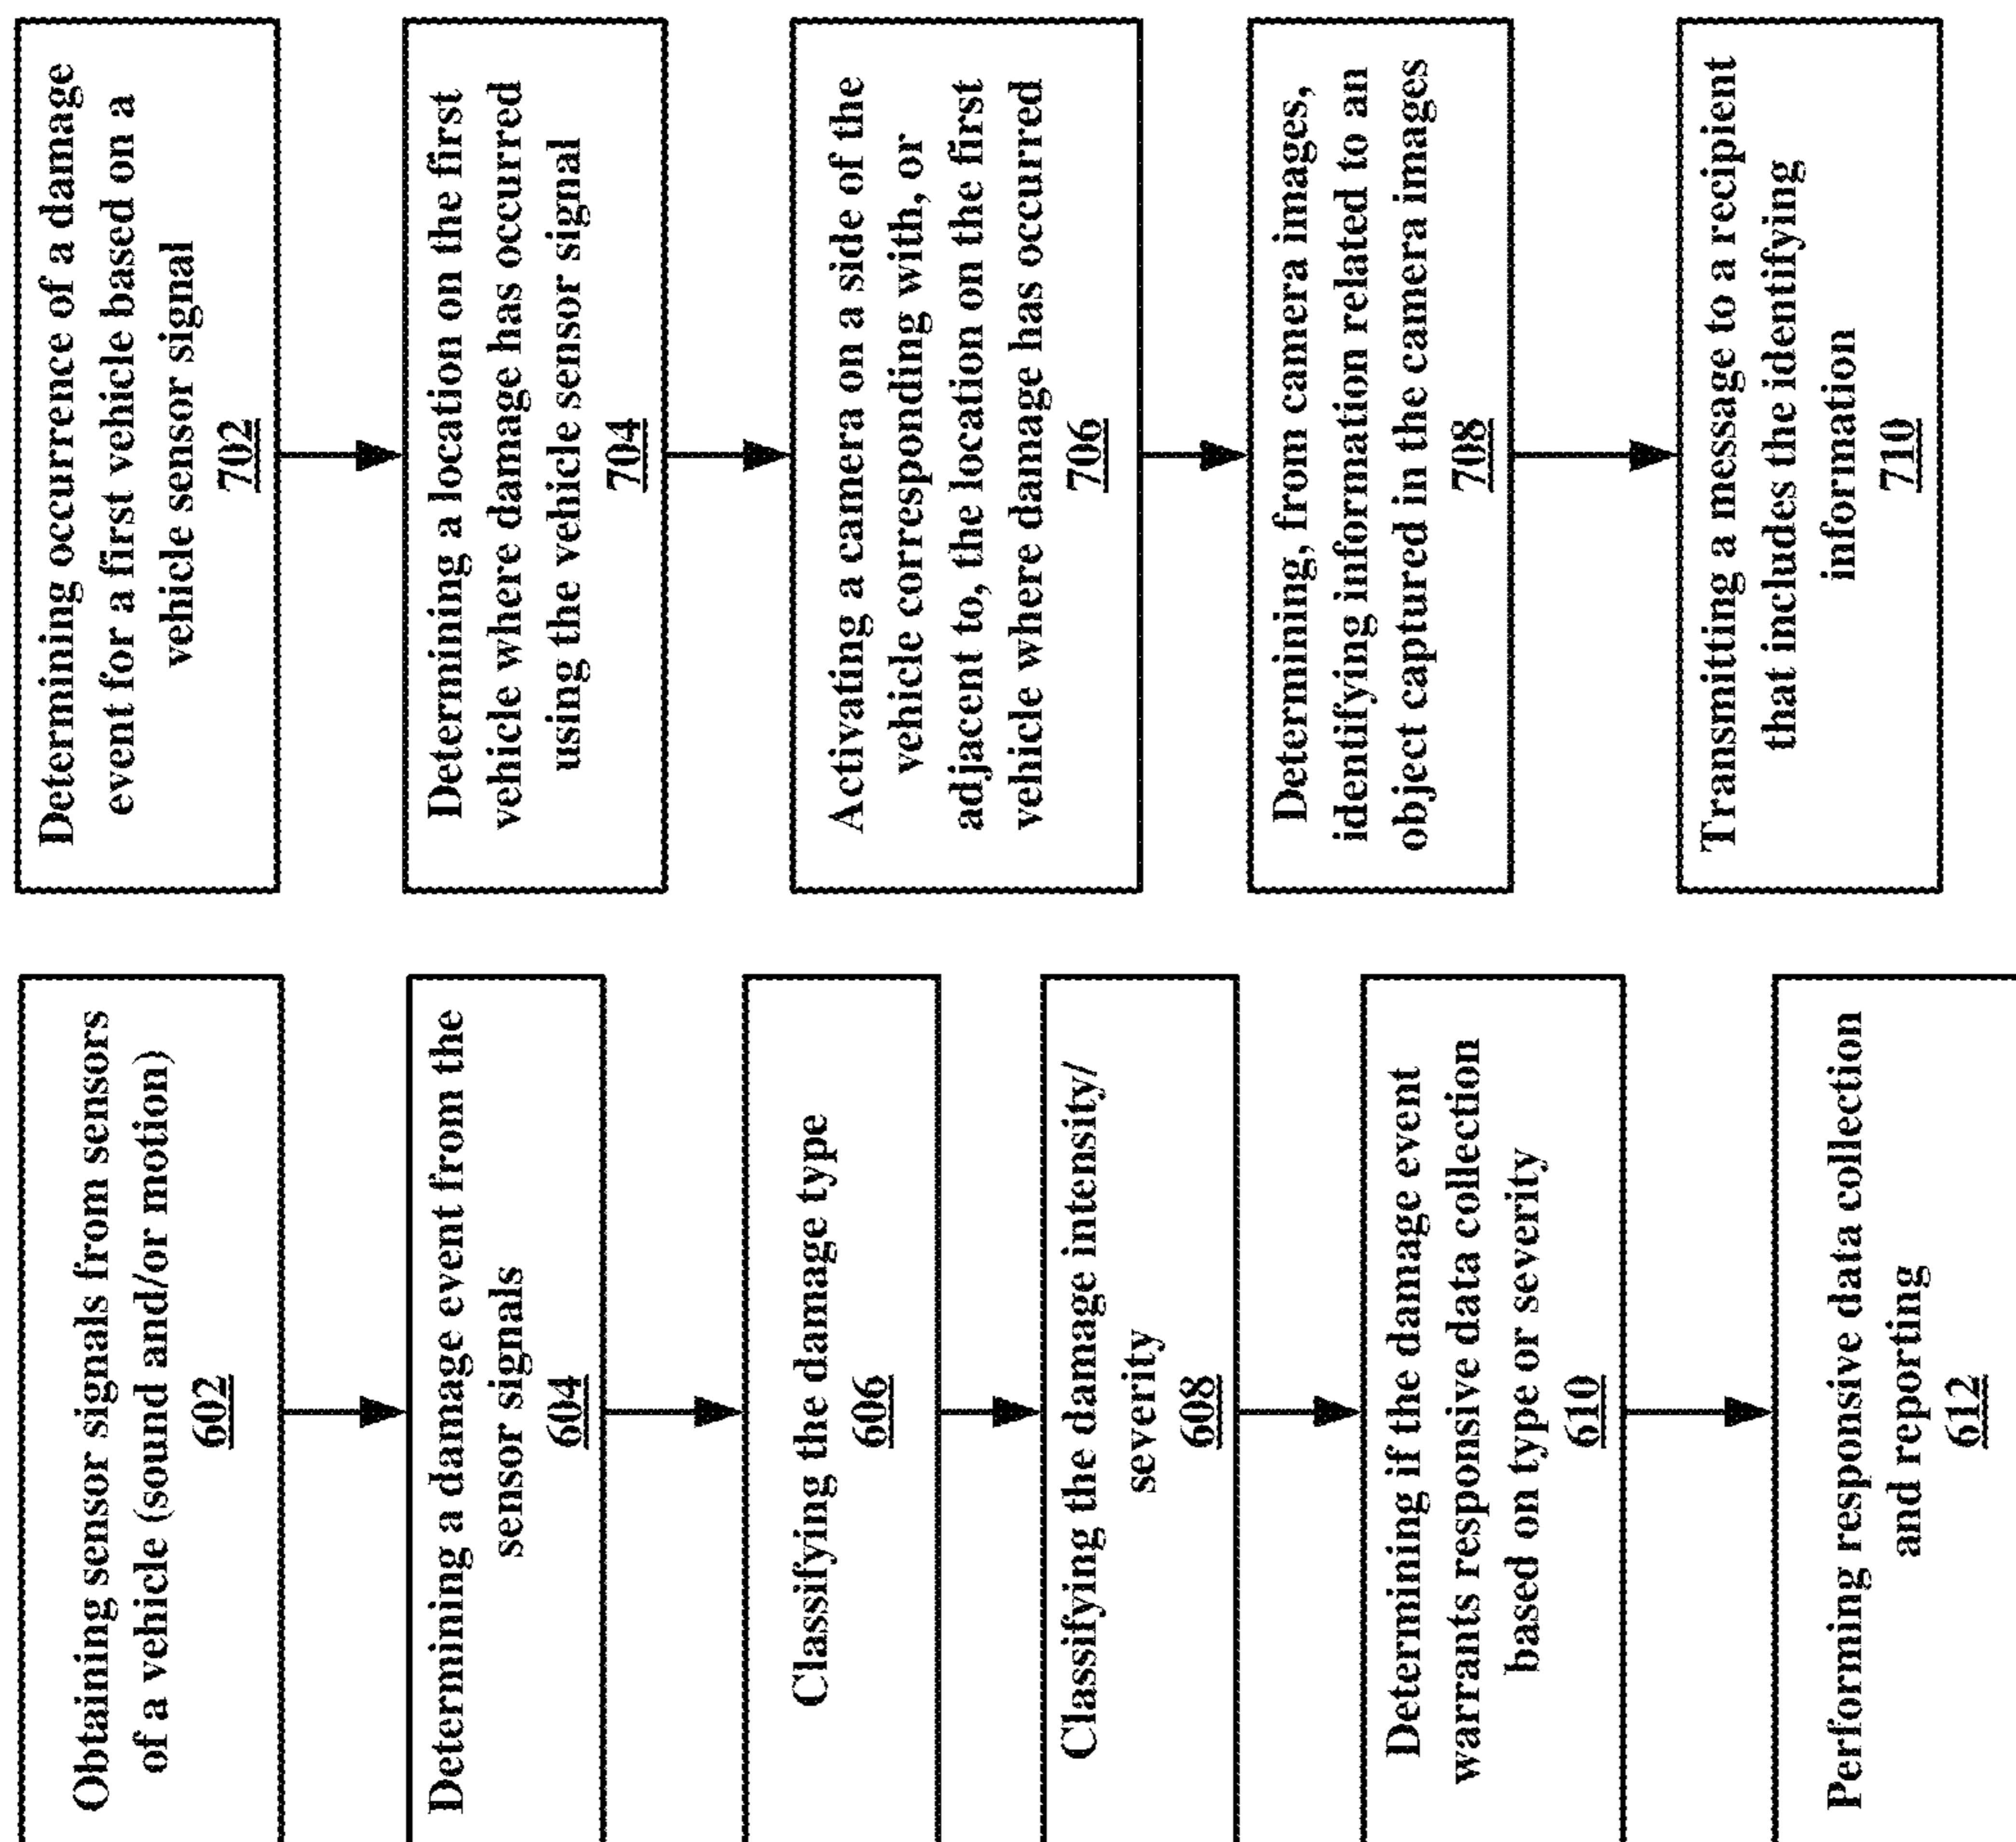 Obtaining sensor signals from sensors
of a vehicle (sound and/or motion)
602
Determining a damage event from the
sensor signals
604
Classifying the damage type
606
Classifying the damage intensity/
severity
608
Determining if the damage event
warrants responsive data collection
based on type or severity
610
Performing responsive data collection
and reporting
612
Determining occurrence of a damage
event for a first vehicle based on a
vehicle sensor signal
702
Determining a location on the first
vehicle where damage has occurred
using the vehicle sensor signal
704
Activating a camera on a side of the
vehicle corresponding with, or
adjacent to, the location on the first
vehicle where damage has occurred
706
Determining, from camera images,
identifying information related to an
object captured in the camera images
708
Transmitting a message to a recipient
that includes the identifying
information
710